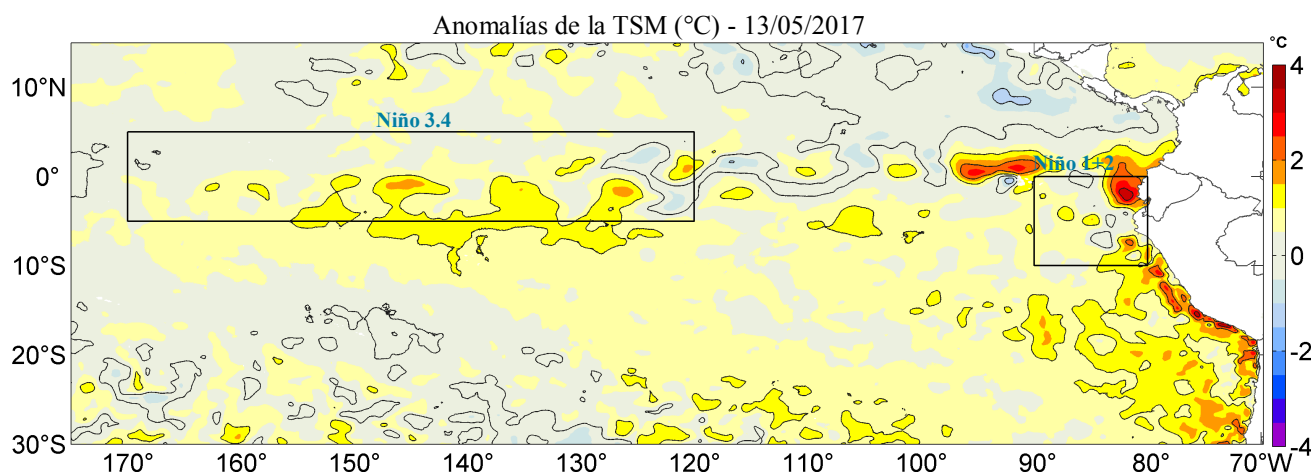 Anomalías de la TSM (°C) - 13/05/2017
°c
4
10°N
Niño 3.4
2
0°
Niño 1+2
0
10°S
20°S
-2
30°S
-4
170 160 150 140 130 120 110 100 90 80 70°W